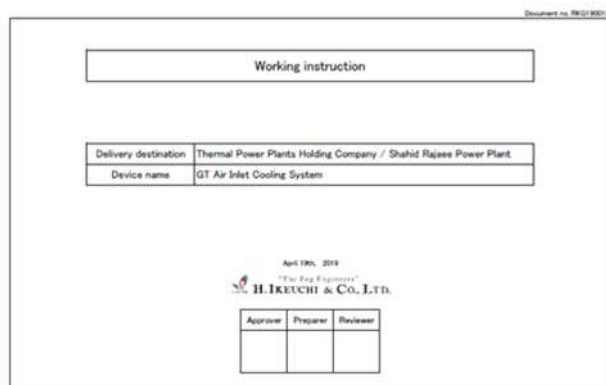 Document no. RKG19001
Working instruction
Delivery destination Thermal Power Plants Holding Company / Shahid Rajaee Power Plant
Device name GT Air Inlet Cooling System
April 19th, 2019
"The Fog Engineers"
H. IKEUCHI & CO., LTD.
Approver Preparer Reviewer